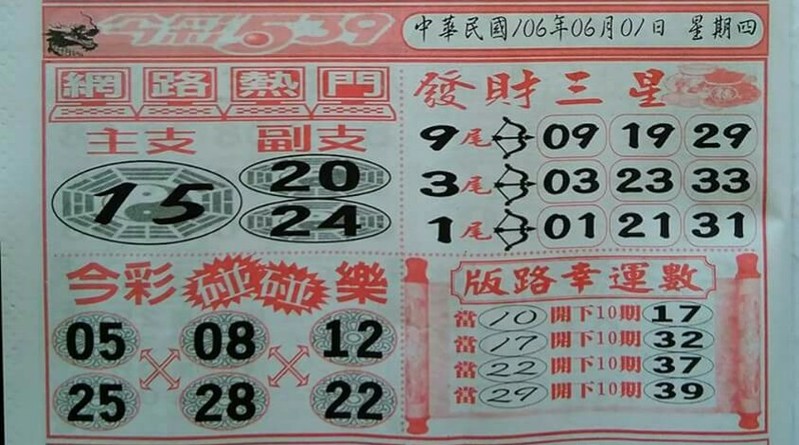 今彩539
中華民國106年06月01日 星期四
網路熱門
主支 副支
15
20
24
發財三星
9尾 09 19 29
3尾 03 23 33
1尾 01 21 31
今彩碰碰樂
05 08 12
25 28 22
版路幸運數
當10開下10期17
當17開下10期32
當22開下10期37
當29開下10期39